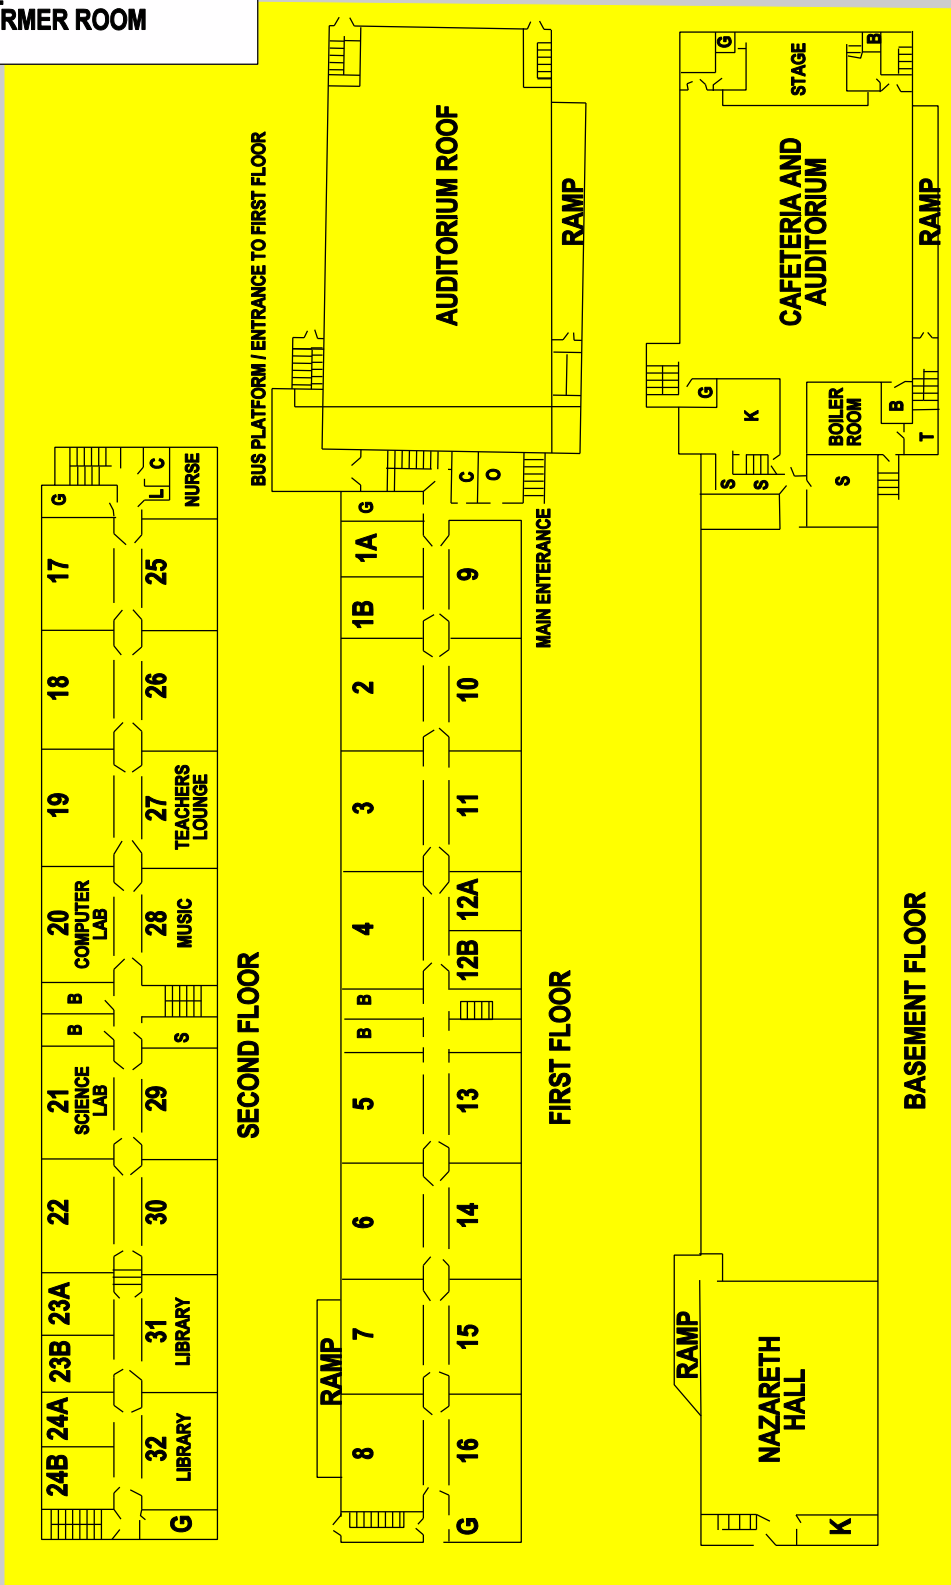 RMER ROOM
G
C
L
NURSE
17
25
18
26
19
27
TEACHERS
LOUNGE
20
COMPUTER
LAB
28
MUSIC
B
B
S
21
SCIENCE
LAB
29
22
30
23A
23B
31
LIBRARY
24A
24B
32
LIBRARY
G
SECOND FLOOR
BUS PLATFORM / ENTRANCE TO FIRST FLOOR
AUDITORIUM ROOF
RAMP
C
O
G
1A
1B
9
MAIN ENTERANCE
2
10
3
11
4
12A
12B
B
B
5
13
6
14
7
15
RAMP
8
16
G
FIRST FLOOR
G
STAGE
B
CAFETERIA AND
AUDITORIUM
RAMP
G
K
BOILER
ROOM
B
T
S
S
S
BASEMENT FLOOR
RAMP
NAZARETH
HALL
K